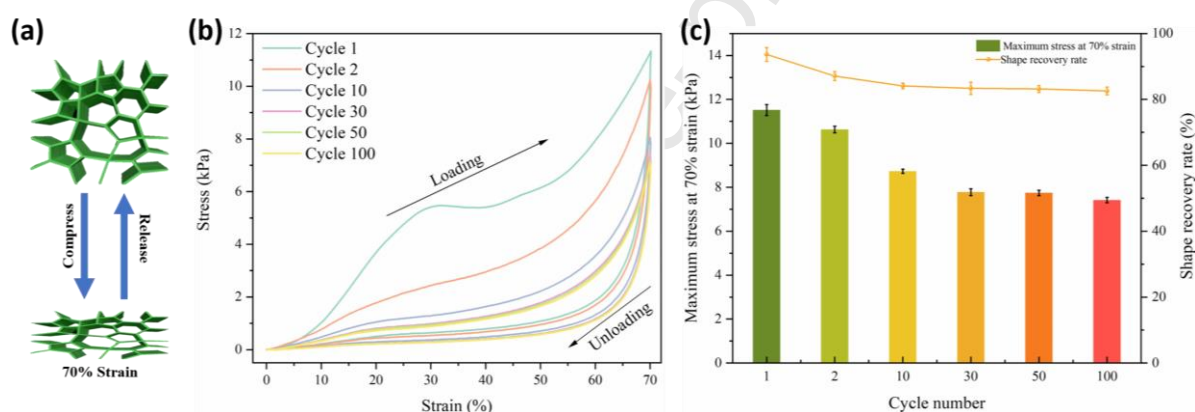 (a)
Compress
Release
70% Strain
(b)
12
10
8
6
4
2
0
Stress (kPa)
Cycle 1
Cycle 2
Cycle 10
Cycle 30
Cycle 50
Cycle 100
Loading
Unloading
0 10 20 30 40 50 60 70
Strain (%)
(c)
14
12
10
8
6
4
2
0
Maximum stress at 70% strain (kPa)
Maximum stress at 70% strain
Shape recovery rate
100
80
60
40
20
0
Shape recovery rate (%)
1 2 10 30 50 100
Cycle number